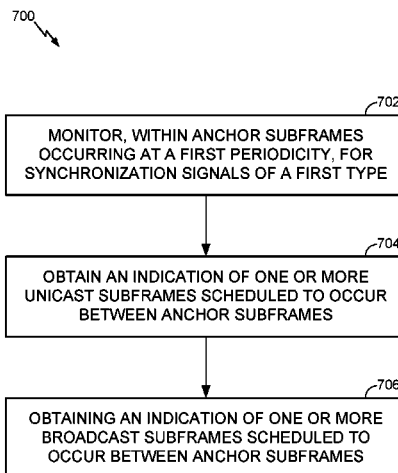 700
702
MONITOR, WITHIN ANCHOR SUBFRAMES
OCCURRING AT A FIRST PERIODICITY, FOR
SYNCHRONIZATION SIGNALS OF A FIRST TYPE
704
OBTAIN AN INDICATION OF ONE OR MORE
UNICAST SUBFRAMES SCHEDULED TO OCCUR
BETWEEN ANCHOR SUBFRAMES
706
OBTAINING AN INDICATION OF ONE OR MORE
BROADCAST SUBFRAMES SCHEDULED TO
OCCUR BETWEEN ANCHOR SUBFRAMES